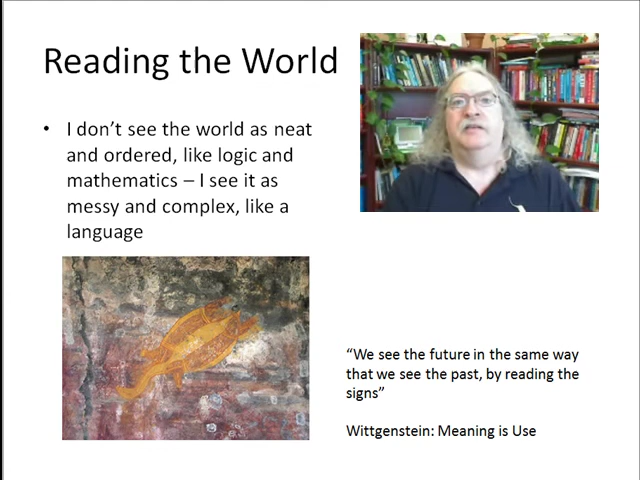 Reading the World
• I don't see the world as neat
and ordered, like logic and
mathematics – I see it as
messy and complex, like a
language
“We see the future in the same way
that we see the past, by reading the
signs”
Wittgenstein: Meaning is Use